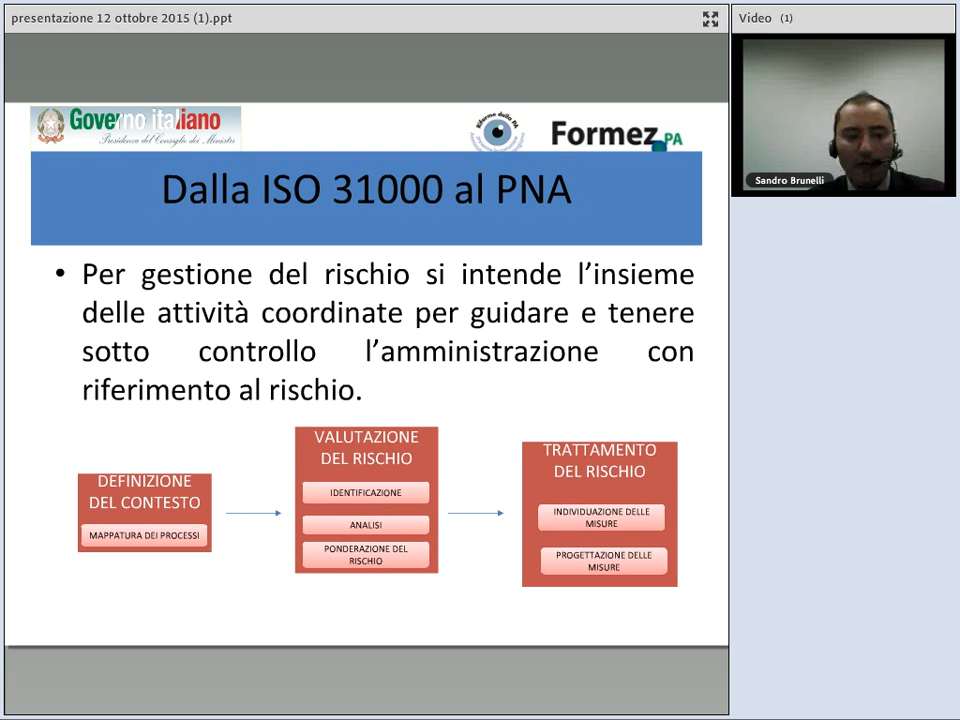 presentazione 12 ottobre 2015 (1).ppt
Video (1)
Governo italiano
Presidenza del Consiglio dei Ministri
Riforme della PA
Formez PA
Sandro Brunelli
Dalla ISO 31000 al PNA
• Per gestione del rischio si intende l’insieme
delle attività coordinate per guidare e tenere
sotto controllo l’amministrazione con
riferimento al rischio.
DEFINIZIONE
DEL CONTESTO
MAPPATURA DEI PROCESSI
VALUTAZIONE
DEL RISCHIO
IDENTIFICAZIONE
ANALISI
PONDERAZIONE DEL
RISCHIO
TRATTAMENTO
DEL RISCHIO
INDIVIDUAZIONE DELLE
MISURE
PROGETTAZIONE DELLE
MISURE